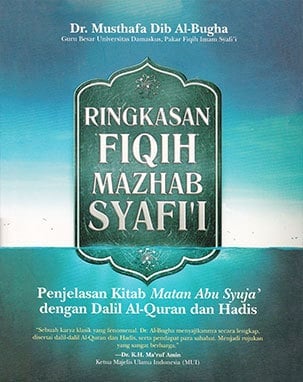 Dr. Musthafa Dib Al-Bugha
Guru Besar Universitas Damaskus, Pakar Fiqih Imam Syafi'i
RINGKASAN
FIQIH
MAZHAB
SYAFI'I
Penjelasan Kitab Matan Abu Syuja'
dengan Dalil Al-Quran dan Hadis
"Sebuah karya klasik yang fenomenal. Dr. Al-Bugha menyajikannya secara lengkap,
disertai dalil-dalil Al-Quran dan Hadis, serta pendapat para sahabat. Menjadi rujukan
yang sangat berharga."
—Dr. K.H. Ma'ruf Amin
Ketua Majelis Ulama Indonesia (MUI)